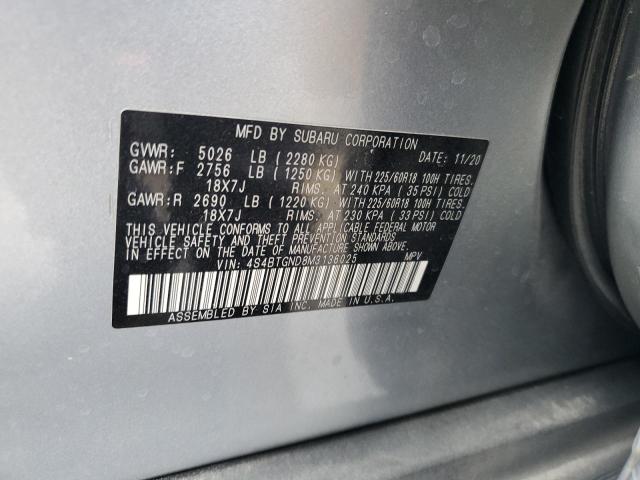 MFD BY SUBARU CORPORATION
GVWR: 5026 LB (2280 KG) DATE: 11/20
GAWR:F 2756 LB (1250 KG) WITH 225/60R18 100H TIRES.
18X7J RIMS. AT 240 KPA (35 PSI) COLD
GAWR:R 2690 LB (1220 KG) WITH 225/60R18 100H TIRES.
18X7J RIMS. AT 230 KPA (33 PSI) COLD
THIS VEHICLE CONFORMS TO ALL APPLICABLE FEDERAL MOTOR
VEHICLE SAFETY AND THEFT PREVENTION STANDARDS
IN EFFECT ON THE DATE OF MANUFACTURE SHOWN ABOVE.
VIN: 4S4BTGND8M3136025 MPV
ASSEMBLED BY SIA INC. MADE IN U.S.A.